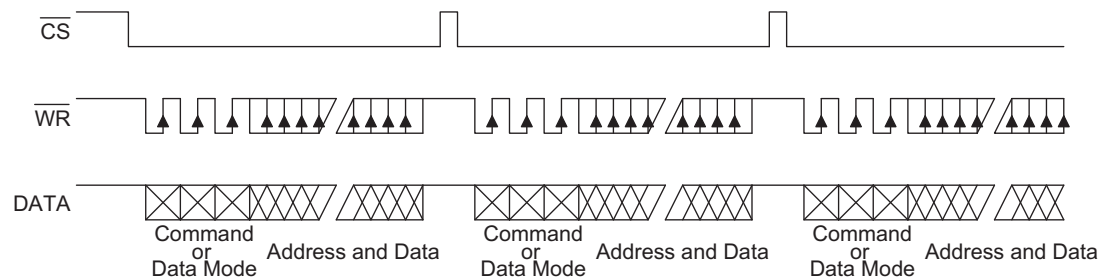 CS
WR
DATA
Command
or
Data Mode
Address and Data
Command
or
Data Mode
Address and Data
Command
or
Data Mode
Address and Data